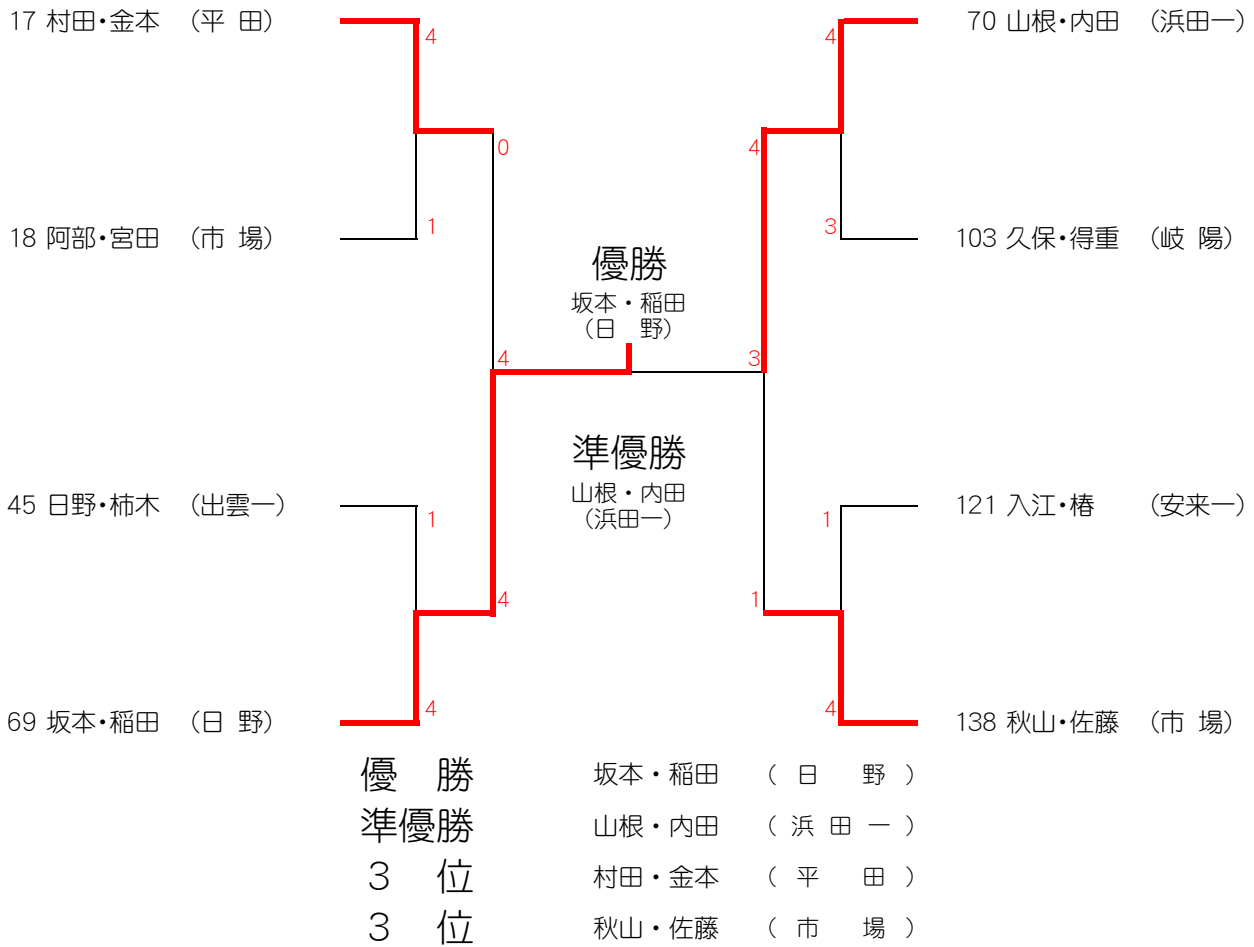 17 村田・金本 （平 田）
4
4
70 山根・内田 （浜田一）
0
4
1
3
18 阿部・宮田 （市 場）
103 久保・得重 （岐 陽）
優勝
坂本・稲田
（日 野）
4
3
準優勝
山根・内田
（浜田一）
45 日野・柿木 （出雲一）
1
1
121 入江・椿 （安来一）
4
1
4
4
69 坂本・稲田 （日 野）
138 秋山・佐藤 （市 場）
優 勝 坂本・稲田 （ 日 野 ）
準優勝 山根・内田 （ 浜 田 一 ）
３ 位 村田・金本 （ 平 田 ）
３ 位 秋山・佐藤 （ 市 場 ）